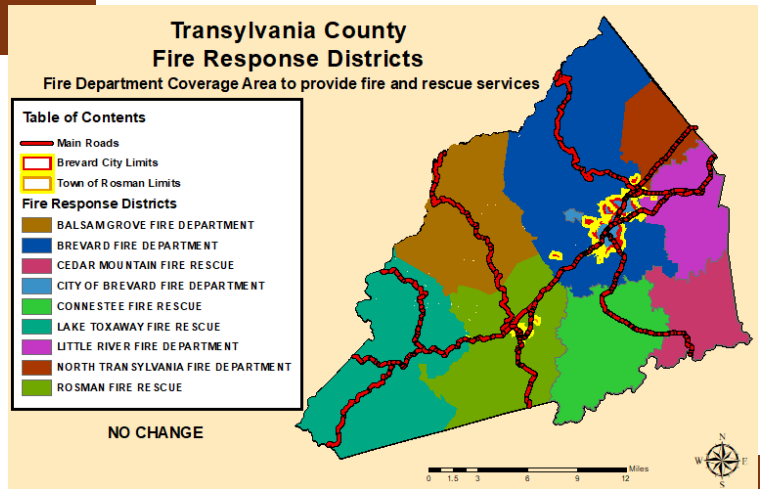 Transylvania County
Fire Response Districts
Fire Department Coverage Area to provide fire and rescue services
Table of Contents
Main Roads
Brevard City Limits
Town of Rosman Limits
Fire Response Districts
BALSAM GROVE FIRE DEPARTMENT
BREVARD FIRE DEPARTMENT
CEDAR MOUNTAIN FIRE RESCUE
CITY OF BREVARD FIRE DEPARTMENT
CONNESTEE FIRE RESCUE
LAKE TOXAWAY FIRE RESCUE
LITTLE RIVER FIRE DEPARTMENT
NORTH TRANSYLVANIA FIRE DEPARTMENT
ROSMAN FIRE RESCUE
NO CHANGE
Miles
0 1.5 3 6 9 12
N
W E
S